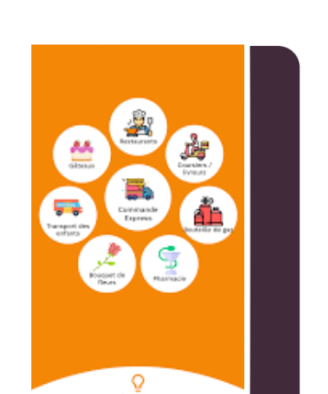 Restaurants
Gâteaux
Coursiers /
livreurs
Commande
Express
Transport des
enfants
Bouteille de gaz
Bouquet de
fleurs
Pharmacie